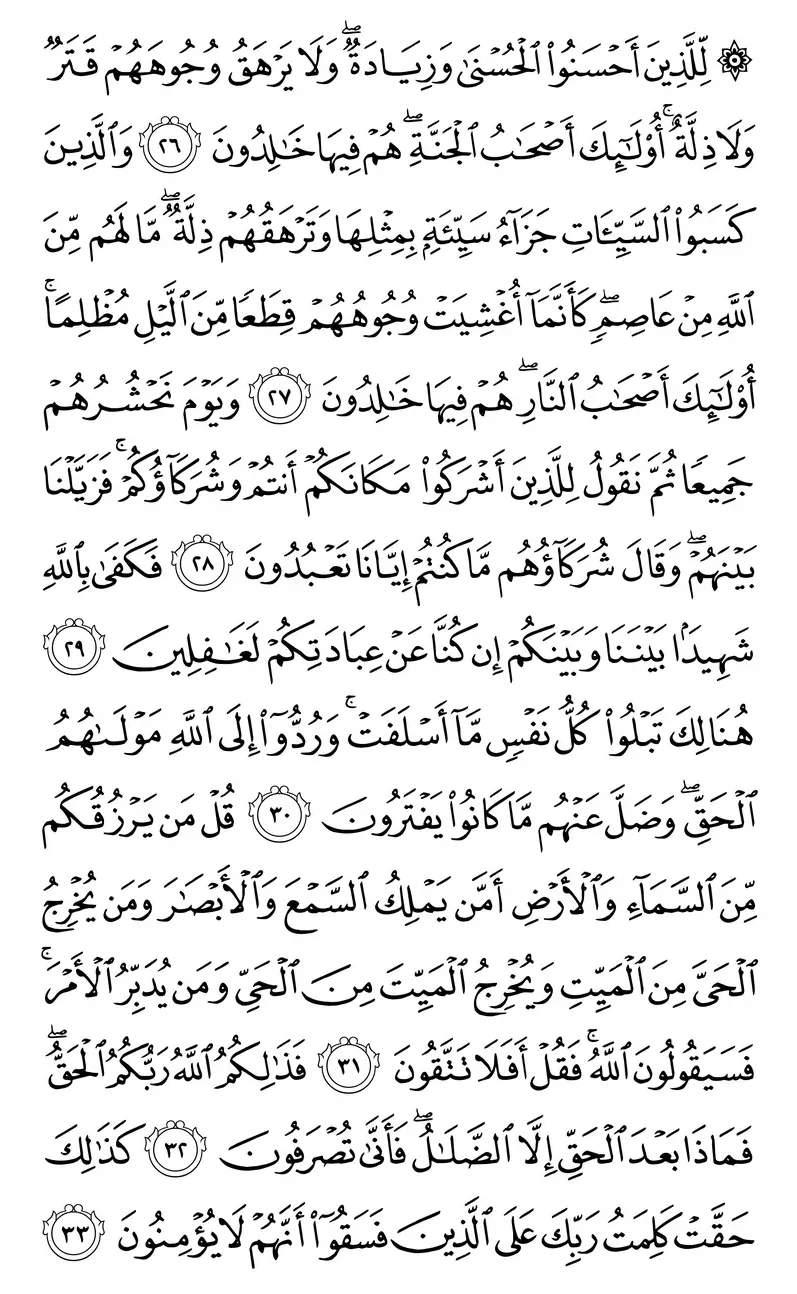 ۞ لِّلَّذِينَ أَحۡسَنُواْ ٱلۡحُسۡنَىٰ وَزِيَادَةٞۖ وَلَا يَرۡهَقُ وُجُوهَهُمۡ قَتَرٞ
وَلَا ذِلَّةٌۚ أُوْلَٰٓئِكَ أَصۡحَٰبُ ٱلۡجَنَّةِۖ هُمۡ فِيهَا خَٰلِدُونَ ٢٦ وَٱلَّذِينَ
كَسَبُواْ ٱلسَّيِّـَٔاتِ جَزَآءُ سَيِّئَةِۭ بِمِثۡلِهَا وَتَرۡهَقُهُمۡ ذِلَّةٞۖ مَّا لَهُم مِّنَ
ٱللَّهِ مِنۡ عَاصِمٖۖ كَأَنَّمَآ أُغۡشِيَتۡ وُجُوهُهُمۡ قِطَعٗا مِّنَ ٱلَّيۡلِ مُظۡلِمًاۚ
أُوْلَٰٓئِكَ أَصۡحَٰبُ ٱلنَّارِۖ هُمۡ فِيهَا خَٰلِدُونَ ٢٧ وَيَوۡمَ نَحۡشُرُهُمۡ
جَمِيعٗا ثُمَّ نَقُولُ لِلَّذِينَ أَشۡرَكُواْ مَكَانَكُمۡ أَنتُمۡ وَشُرَكَآؤُكُمۡۚ فَزَيَّلۡنَا
بَيۡنَهُمۡۖ وَقَالَ شُرَكَآؤُهُم مَّا كُنتُمۡ إِيَّانَا تَعۡبُدُونَ ٢٨ فَكَفَىٰ بِٱللَّهِ
شَهِيدَۢا بَيۡنَنَا وَبَيۡنَكُمۡ إِن كُنَّا عَنۡ عِبَادَتِكُمۡ لَغَٰفِلِينَ ٢٩
هُنَالِكَ تَبۡلُواْ كُلُّ نَفۡسٖ مَّآ أَسۡلَفَتۡۚ وَرُدُّوٓاْ إِلَى ٱللَّهِ مَوۡلَىٰهُمُ
ٱلۡحَقِّۖ وَضَلَّ عَنۡهُم مَّا كَانُواْ يَفۡتَرُونَ ٣٠ قُلۡ مَن يَرۡزُقُكُم
مِّنَ ٱلسَّمَآءِ وَٱلۡأَرۡضِ أَمَّن يَمۡلِكُ ٱلسَّمۡعَ وَٱلۡأَبۡصَٰرَ وَمَن يُخۡرِجُ
ٱلۡحَيَّ مِنَ ٱلۡمَيِّتِ وَيُخۡرِجُ ٱلۡمَيِّتَ مِنَ ٱلۡحَيِّ وَمَن يُدَبِّرُ ٱلۡأَمۡرَۚ
فَسَيَقُولُونَ ٱللَّهُۚ فَقُلۡ أَفَلَا تَتَّقُونَ ٣١ فَذَٰلِكُمُ ٱللَّهُ رَبُّكُمُ ٱلۡحَقُّۖ
فَمَاذَا بَعۡدَ ٱلۡحَقِّ إِلَّا ٱلضَّلَٰلُۖ فَأَنَّىٰ تُصۡرَفُونَ ٣٢ كَذَٰلِكَ
حَقَّتۡ كَلِمَتُ رَبِّكَ عَلَى ٱلَّذِينَ فَسَقُوٓاْ أَنَّهُمۡ لَا يُؤۡمِنُونَ ٣٣